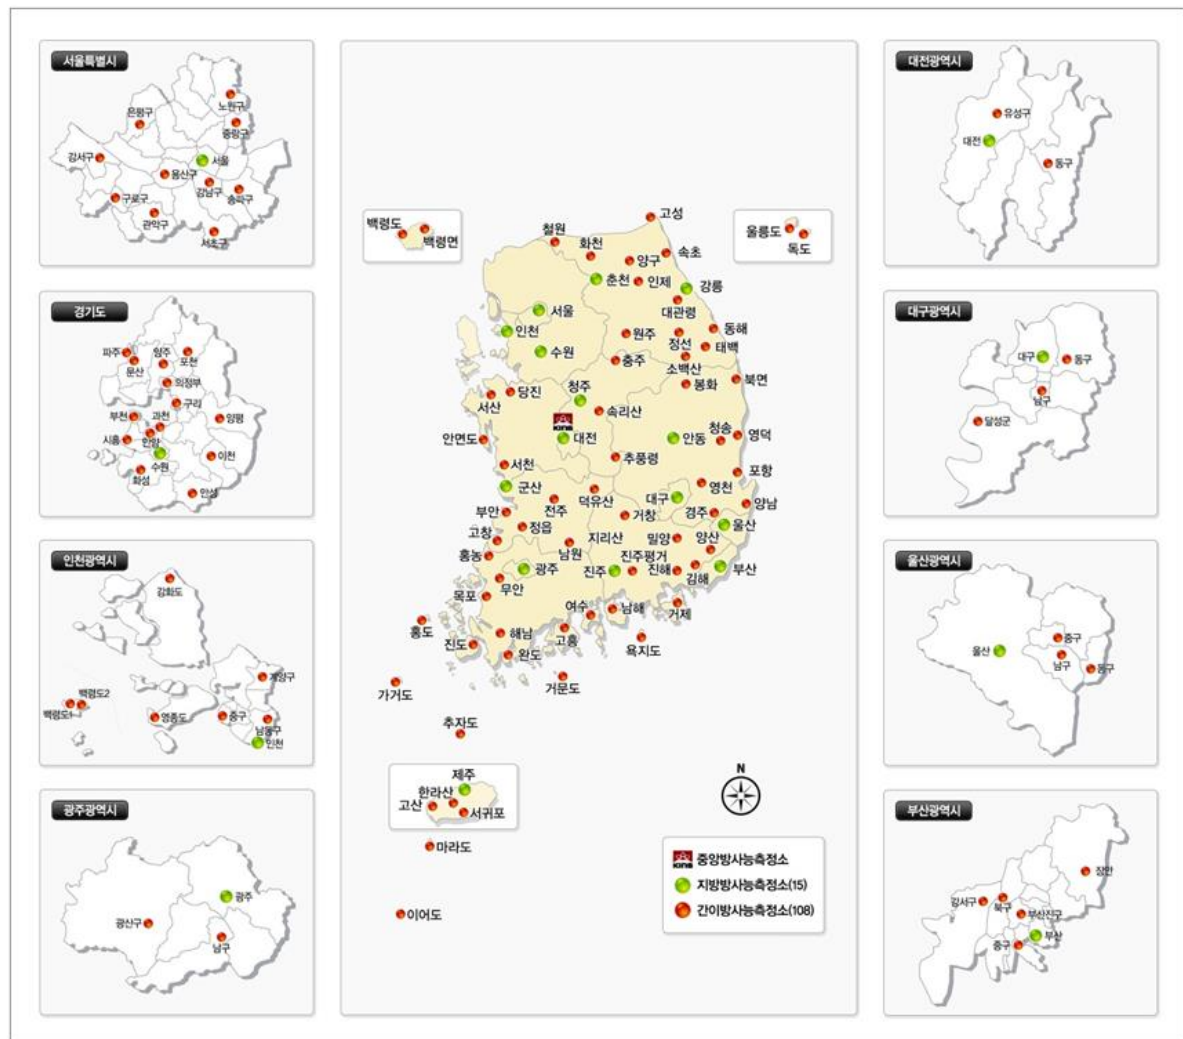 서울특별시
노원구
은평구
중랑구
강서구
서울
용산구
강남구
송파구
구로구
관악구
서초구
경기도
파주
양주
포천
문산
의정부
구리
부천
과천
양평
시흥
안양
수원
이천
화성
안성
인천광역시
강화도
계양구
백령도2
백령도1
영종도
중구
남동구
인천
광주광역시
광주
광산구
남구
백령도
백령면
울릉도
독도
고성
철원
화천
양구
속초
춘천
인제
강릉
대관령
서울
인천
수원
원주
정선
동해
태백
충주
소백산
봉화
북면
청주
당진
서산
속리산
KINS
대전
안동
청송
영덕
안면도
추풍령
서천
포항
군산
덕유산
대구
영천
양남
전주
부안
거창
경주
울산
정읍
고창
지리산
밀양
양산
남원
홍농
광주
진주
진주평거
진해
김해
부산
무안
목포
여수
남해
거제
홍도
해남
고흥
욕지도
진도
완도
가거도
거문도
추자도
제주
한라산
고산
서귀포
마라도
이어도
N
KINS 중앙방사능측정소
지방방사능측정소(15)
간이방사능측정소(108)
대전광역시
유성구
대전
동구
대구광역시
대구
동구
남구
달성군
울산광역시
중구
울산
남구
동구
부산광역시
장안
강서구
북구
부산진구
부산
중구